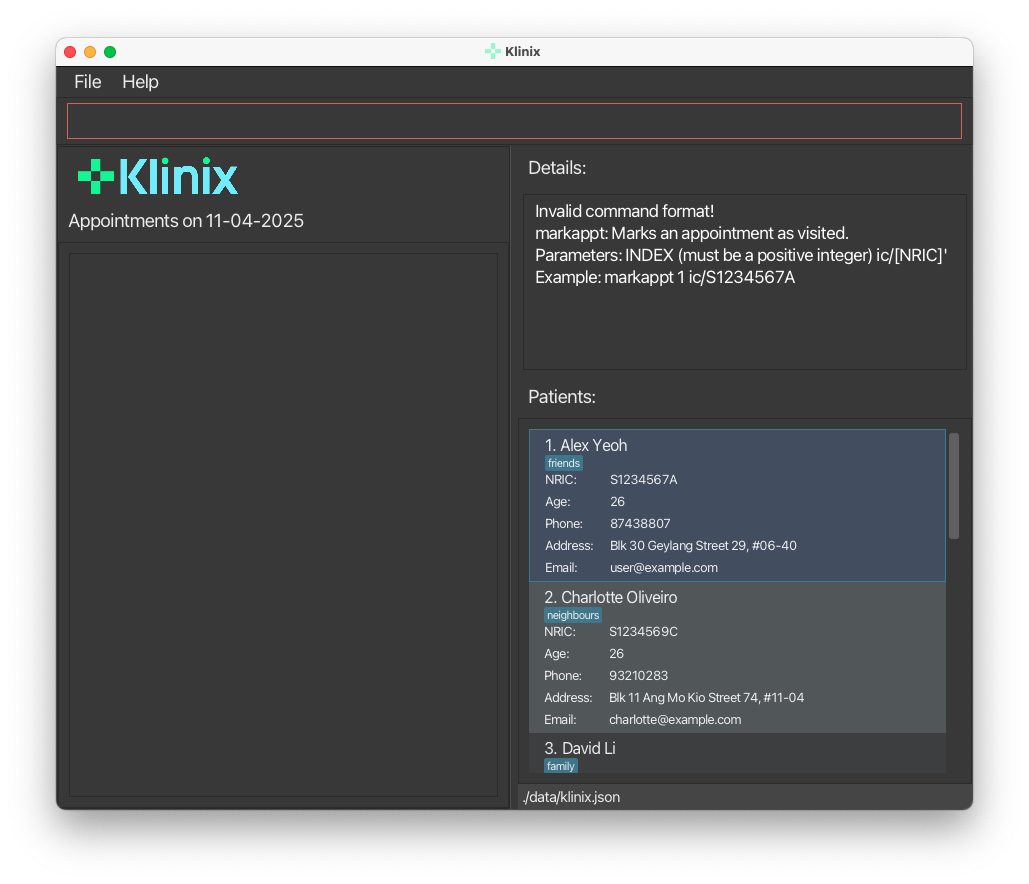 Klinix
File Help
Klinix
Appointments on 11-04-2025
Details:
Invalid command format!
markappt: Marks an appointment as visited.
Parameters: INDEX (must be a positive integer) ic/[NRIC]'
Example: markappt 1 ic/S1234567A
Patients:
1. Alex Yeoh
friends
NRIC: S1234567A
Age: 26
Phone: 87438807
Address: Blk 30 Geylang Street 29, #06-40
Email: user@example.com
2. Charlotte Oliveiro
neighbours
NRIC: S1234569C
Age: 26
Phone: 93210283
Address: Blk 11 Ang Mo Kio Street 74, #11-04
Email: charlotte@example.com
3. David Li
family
./data/klinix.json